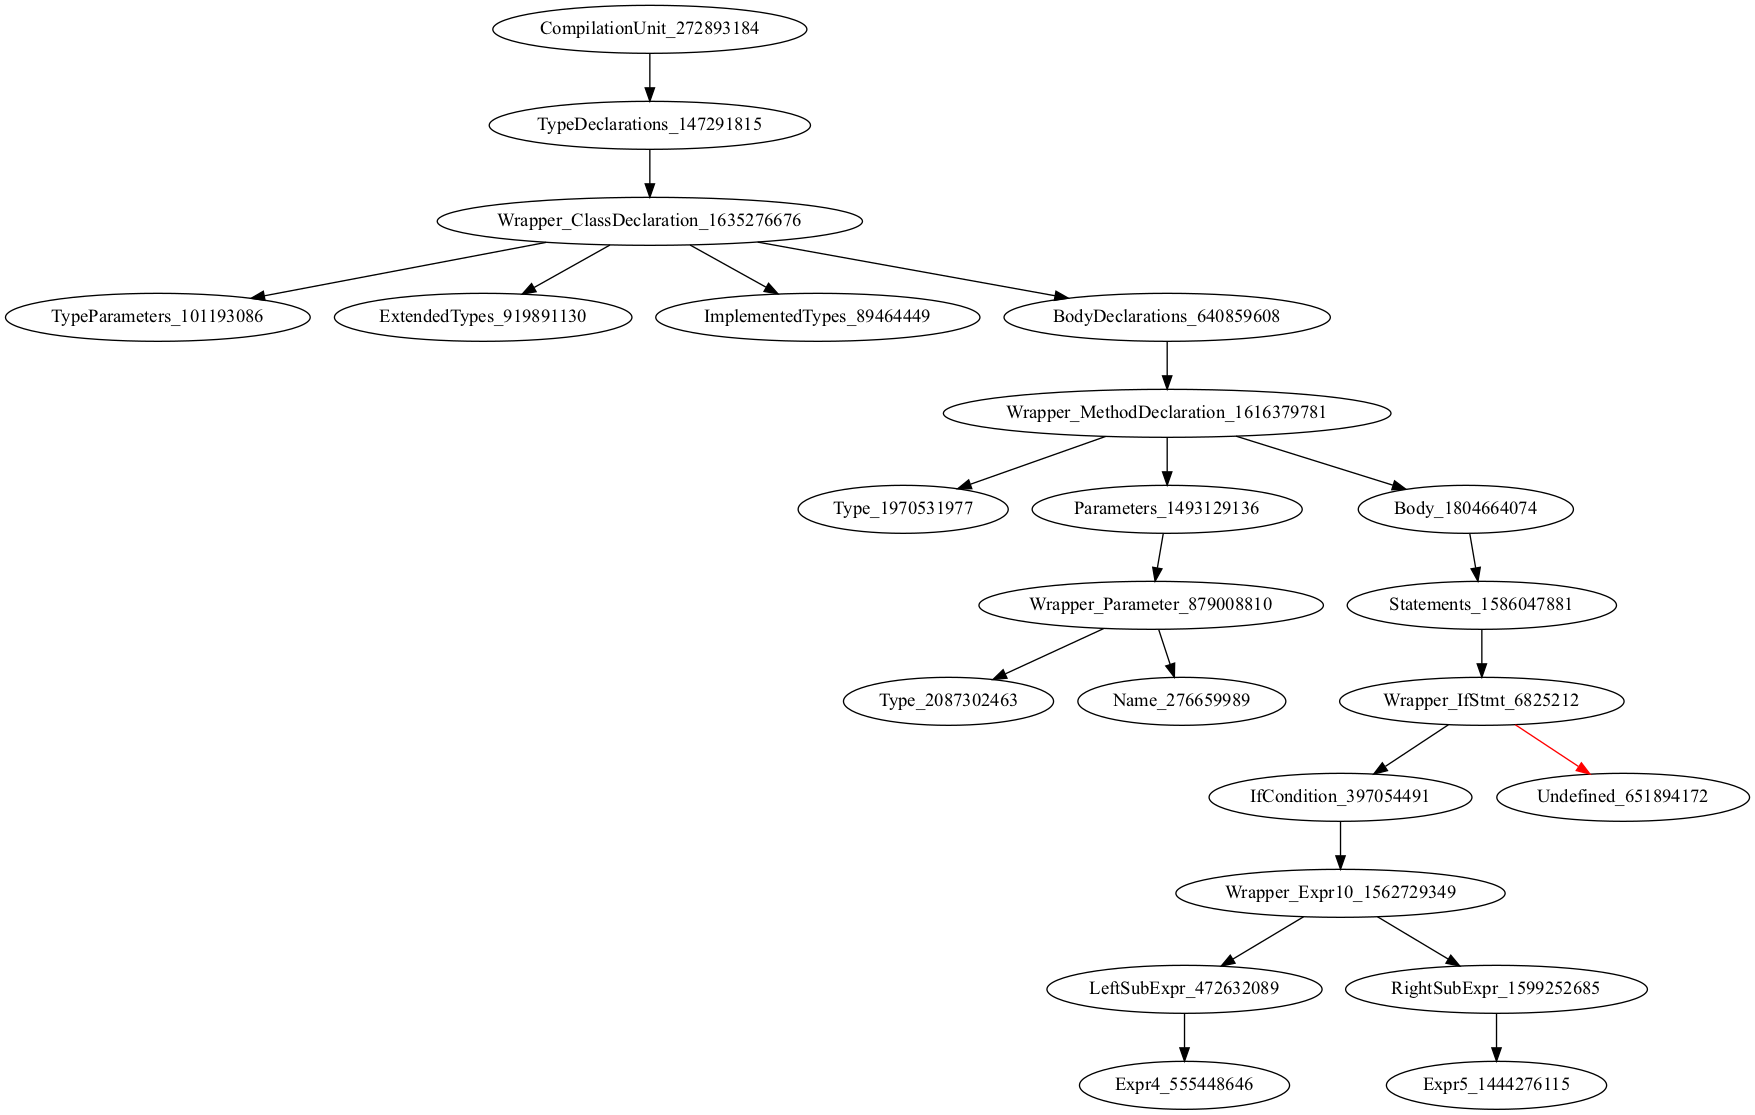 CompilationUnit_272893184
TypeDeclarations_147291815
Wrapper_ClassDeclaration_1635276676
TypeParameters_101193086
ExtendedTypes_919891130
ImplementedTypes_89464449
BodyDeclarations_640859608
Wrapper_MethodDeclaration_1616379781
Type_1970531977
Parameters_1493129136
Body_1804664074
Wrapper_Parameter_879008810
Statements_1586047881
Type_2087302463
Name_276659989
Wrapper_IfStmt_6825212
IfCondition_397054491
Undefined_651894172
Wrapper_Expr10_1562729349
LeftSubExpr_472632089
RightSubExpr_1599252685
Expr4_555448646
Expr5_1444276115